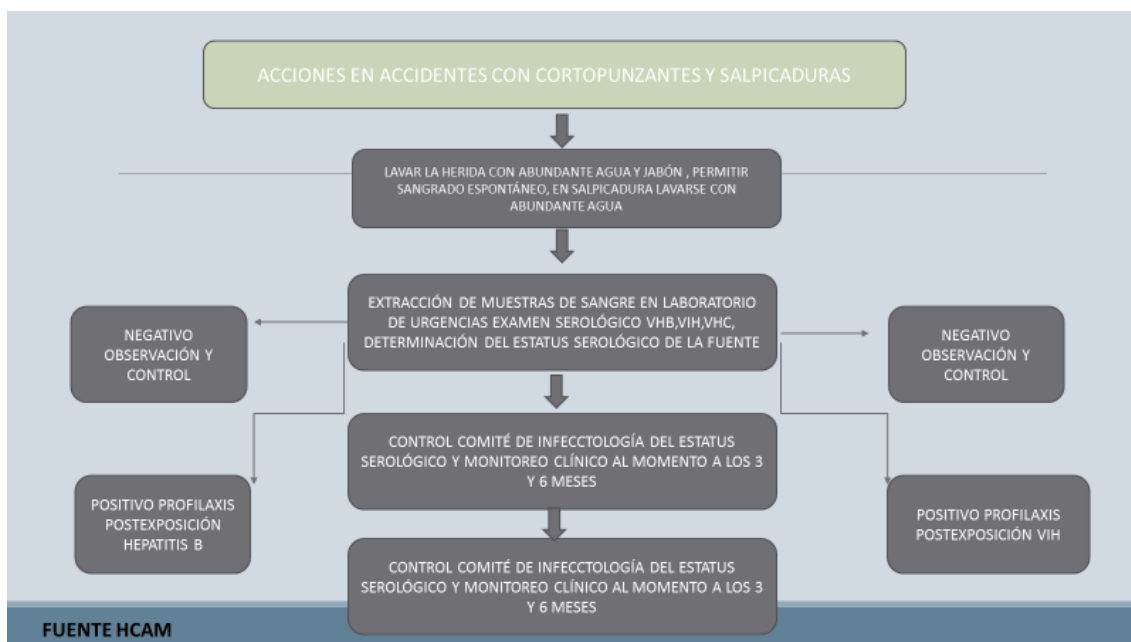 ACCIONES EN ACCIDENTES CON CORTOPUNZANTES Y SALPICADURAS
LAVAR LA HERIDA CON ABUNDANTE AGUA Y JABÓN , PERMITIR
SANGRADO ESPONTÁNEO, EN SALPICADURA LAVARSE CON
ABUNDANTE AGUA
EXTRACCIÓN DE MUESTRAS DE SANGRE EN LABORATORIO
DE URGENCIAS EXAMEN SEROLÓGICO VHB,VIH,VHC,
DETERMINACIÓN DEL ESTATUS SEROLÓGICO DE LA FUENTE
NEGATIVO
OBSERVACIÓN Y
CONTROL
NEGATIVO
OBSERVACIÓN Y
CONTROL
CONTROL COMITÉ DE INFECCTOLOGÍA DEL ESTATUS
SEROLÓGICO Y MONITOREO CLÍNICO AL MOMENTO A LOS 3
Y 6 MESES
POSITIVO PROFILAXIS
POSTEXPOSICIÓN
HEPATITIS B
POSITIVO PROFILAXIS
POSTEXPOSICIÓN VIH
CONTROL COMITÉ DE INFECCTOLOGÍA DEL ESTATUS
SEROLÓGICO Y MONITOREO CLÍNICO AL MOMENTO A LOS 3
Y 6 MESES
FUENTE HCAM